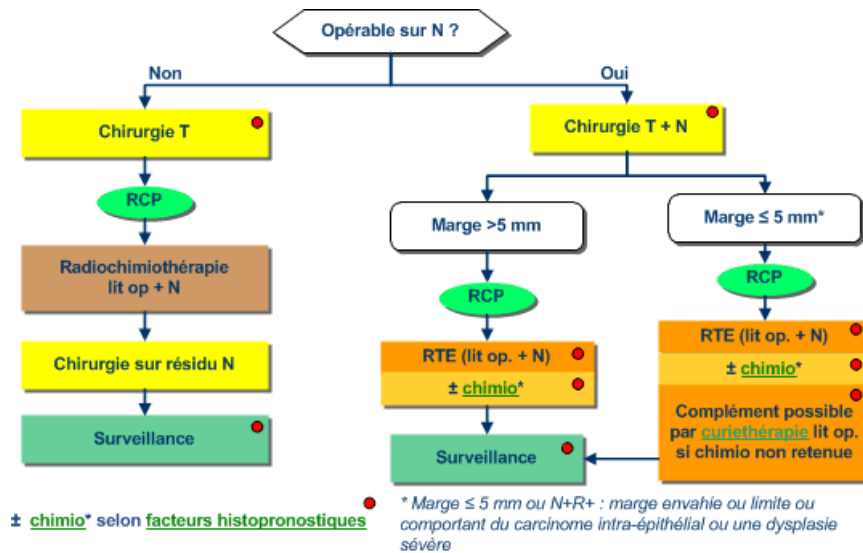 Opérable sur N ?
Non
Oui
Chirurgie T
Chirurgie T + N
RCP
Marge >5 mm
Marge ≤ 5 mm*
Radiochimiothérapie
lit op + N
RCP
RCP
Chirurgie sur résidu N
RTE (lit op. + N)
± chimio*
RTE (lit op. + N)
± chimio*
Complément possible
par curiethérapie lit op.
si chimio non retenue
Surveillance
Surveillance
± chimio* selon facteurs histopronostiques
* Marge ≤ 5 mm ou N+R+ : marge envahie ou limite ou
comportant du carcinome intra-épithélial ou une dysplasie
sévère